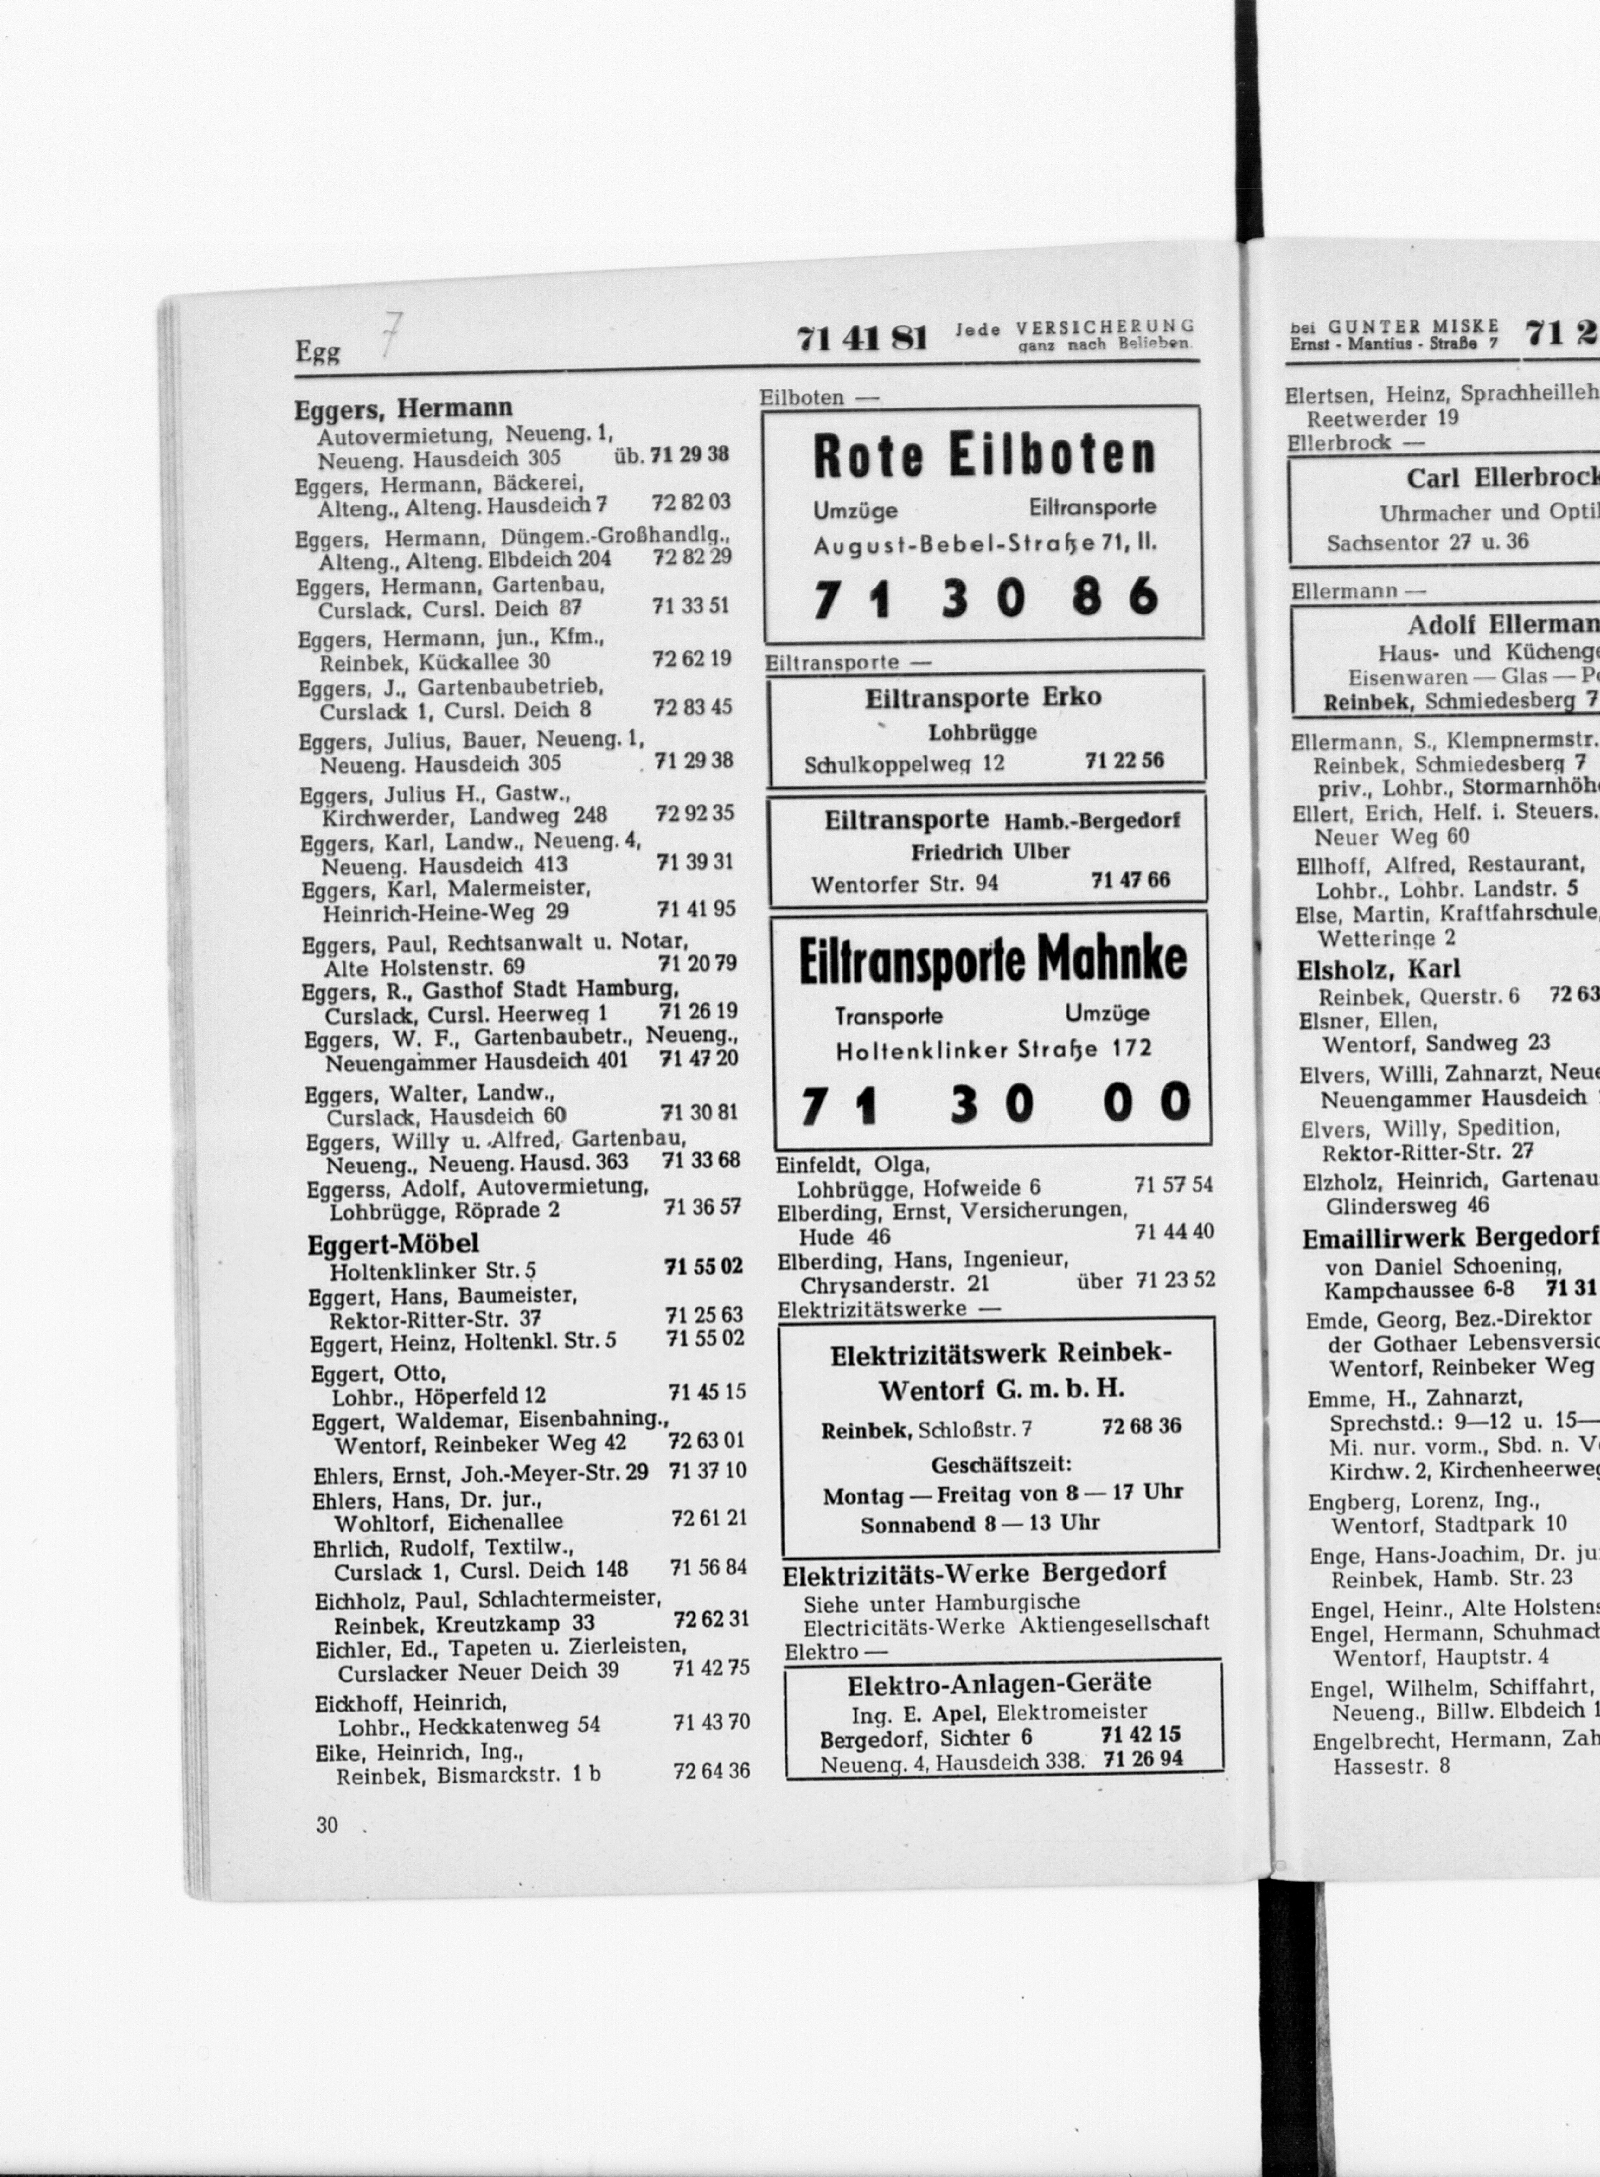 Egg
7
71 41 81 Jede VERSICHERUNG
ganz nach Belieben.
Eggers, Hermann
Autovermietung, Neueng. 1,
Neueng. Hausdeich 305 üb. 71 29 38
Eggers, Hermann, Bäckerei,
Alteng., Alteng. Hausdeich 7 72 82 03
Eggers, Hermann, Düngem.-Großhandlg.,
Alteng., Alteng. Elbdeich 204 72 82 29
Eggers, Hermann, Gartenbau,
Curslack, Cursl. Deich 87 71 33 51
Eggers, Hermann, jun., Kfm.,
Reinbek, Kückallee 30 72 62 19
Eggers, J., Gartenbaubetrieb,
Curslack 1, Cursl. Deich 8 72 83 45
Eggers, Julius, Bauer, Neueng. 1,
Neueng. Hausdeich 305 71 29 38
Eggers, Julius H., Gastw.,
Kirchwerder, Landweg 248 72 92 35
Eggers, Karl, Landw., Neueng. 4,
Neueng. Hausdeich 413 71 39 31
Eggers, Karl, Malermeister,
Heinrich-Heine-Weg 29 71 41 95
Eggers, Paul, Rechtsanwalt u. Notar,
Alte Holstenstr. 69 71 20 79
Eggers, R., Gasthof Stadt Hamburg,
Curslack, Cursl. Heerweg 1 71 26 19
Eggers, W. F., Gartenbaubetr., Neueng.,
Neuengammer Hausdeich 401 71 47 20
Eggers, Walter, Landw.,
Curslack, Hausdeich 60 71 30 81
Eggers, Willy u. Alfred, Gartenbau,
Neueng., Neueng. Hausd. 363 71 33 68
Eggerss, Adolf, Autovermietung,
Lohbrügge, Röprade 2 71 36 57
Eggert-Möbel
Holtenklinker Str. 5 71 55 02
Eggert, Hans, Baumeister,
Rektor-Ritter-Str. 37 71 25 63
Eggert, Heinz, Holtenkl. Str. 5 71 55 02
Eggert, Otto,
Lohbr., Höperfeld 12 71 45 15
Eggert, Waldemar, Eisenbahning.,
Wentorf, Reinbeker Weg 42 72 63 01
Ehlers, Ernst, Joh.-Meyer-Str. 29 71 37 10
Ehlers, Hans, Dr. jur.,
Wohltorf, Eichenallee 72 61 21
Ehrlich, Rudolf, Textilw.,
Curslack 1, Cursl. Deich 148 71 56 84
Eichholz, Paul, Schlachtermeister,
Reinbek, Kreutzkamp 33 72 62 31
Eichler, Ed., Tapeten u. Zierleisten,
Curslacker Neuer Deich 39 71 42 75
Eickhoff, Heinrich,
Lohbr., Heckkatenweg 54 71 43 70
Eike, Heinrich, Ing.,
Reinbek, Bismarckstr. 1 b 72 64 36
30
Eilboten —
Rote Eilboten
Umzüge Eiltransporte
August-Bebel-Straße 71, II.
71 30 86
Eiltransporte —
Eiltransporte Erko
Lohbrügge
Schulkoppelweg 12 71 22 56
Eiltransporte Hamb.-Bergedorf
Friedrich Ulber
Wentorfer Str. 94 71 47 66
Eiltransporte Mahnke
Transporte Umzüge
Holtenklinker Straße 172
71 30 00
Einfeldt, Olga,
Lohbrügge, Hofweide 6 71 57 54
Elberding, Ernst, Versicherungen,
Hude 46 71 44 40
Elberding, Hans, Ingenieur,
Chrysanderstr. 21 über 71 23 52
Elektrizitätswerke —
Elektrizitätswerk Reinbek-
Wentorf G. m. b. H.
Reinbek, Schloßstr. 7 72 68 36
Geschäftszeit:
Montag — Freitag von 8 — 17 Uhr
Sonnabend 8 — 13 Uhr
Elektrizitäts-Werke Bergedorf
Siehe unter Hamburgische
Electricitäts-Werke Aktiengesellschaft
Elektro —
Elektro-Anlagen-Geräte
Ing. E. Apel, Elektromeister
Bergedorf, Sichter 6 71 42 15
Neueng. 4, Hausdeich 338. 71 26 94
bei GUNTER MISKE
Ernst - Mantius - Straße 7 71 2
Elertsen, Heinz, Sprachheilleh
Reetwerder 19
Ellerbrock —
Carl Ellerbrock
Uhrmacher und Opti
Sachsentor 27 u. 36
Ellermann —
Adolf Ellerman
Haus- und Küchenge
Eisenwaren — Glas — Po
Reinbek, Schmiedesberg 7
Ellermann, S., Klempnermstr.
Reinbek, Schmiedesberg 7
priv., Lohbr., Stormarnhöh
Ellert, Erich, Helf. i. Steuers.
Neuer Weg 60
Ellhoff, Alfred, Restaurant,
Lohbr., Lohbr. Landstr. 5
Else, Martin, Kraftfahrschule,
Wetteringe 2
Elsholz, Karl
Reinbek, Querstr. 6 72 63
Elsner, Ellen,
Wentorf, Sandweg 23
Elvers, Willi, Zahnarzt, Neue
Neuengammer Hausdeich
Elvers, Willy, Spedition,
Rektor-Ritter-Str. 27
Elzholz, Heinrich, Gartenau
Glindersweg 46
Emaillirwerk Bergedorf
von Daniel Schoening,
Kampchaussee 6-8 71 31
Emde, Georg, Bez.-Direktor
der Gothaer Lebensversic
Wentorf, Reinbeker Weg
Emme, H., Zahnarzt,
Sprechstd.: 9—12 u. 15—
Mi. nur. vorm., Sbd. n. V
Kirchw. 2, Kirchenheerweg
Engberg, Lorenz, Ing.,
Wentorf, Stadtpark 10
Enge, Hans-Joachim, Dr. ju
Reinbek, Hamb. Str. 23
Engel, Heinr., Alte Holstens
Engel, Hermann, Schuhmach
Wentorf, Hauptstr. 4
Engel, Wilhelm, Schiffahrt,
Neueng., Billw. Elbdeich 1
Engelbrecht, Hermann, Zah
Hassestr. 8